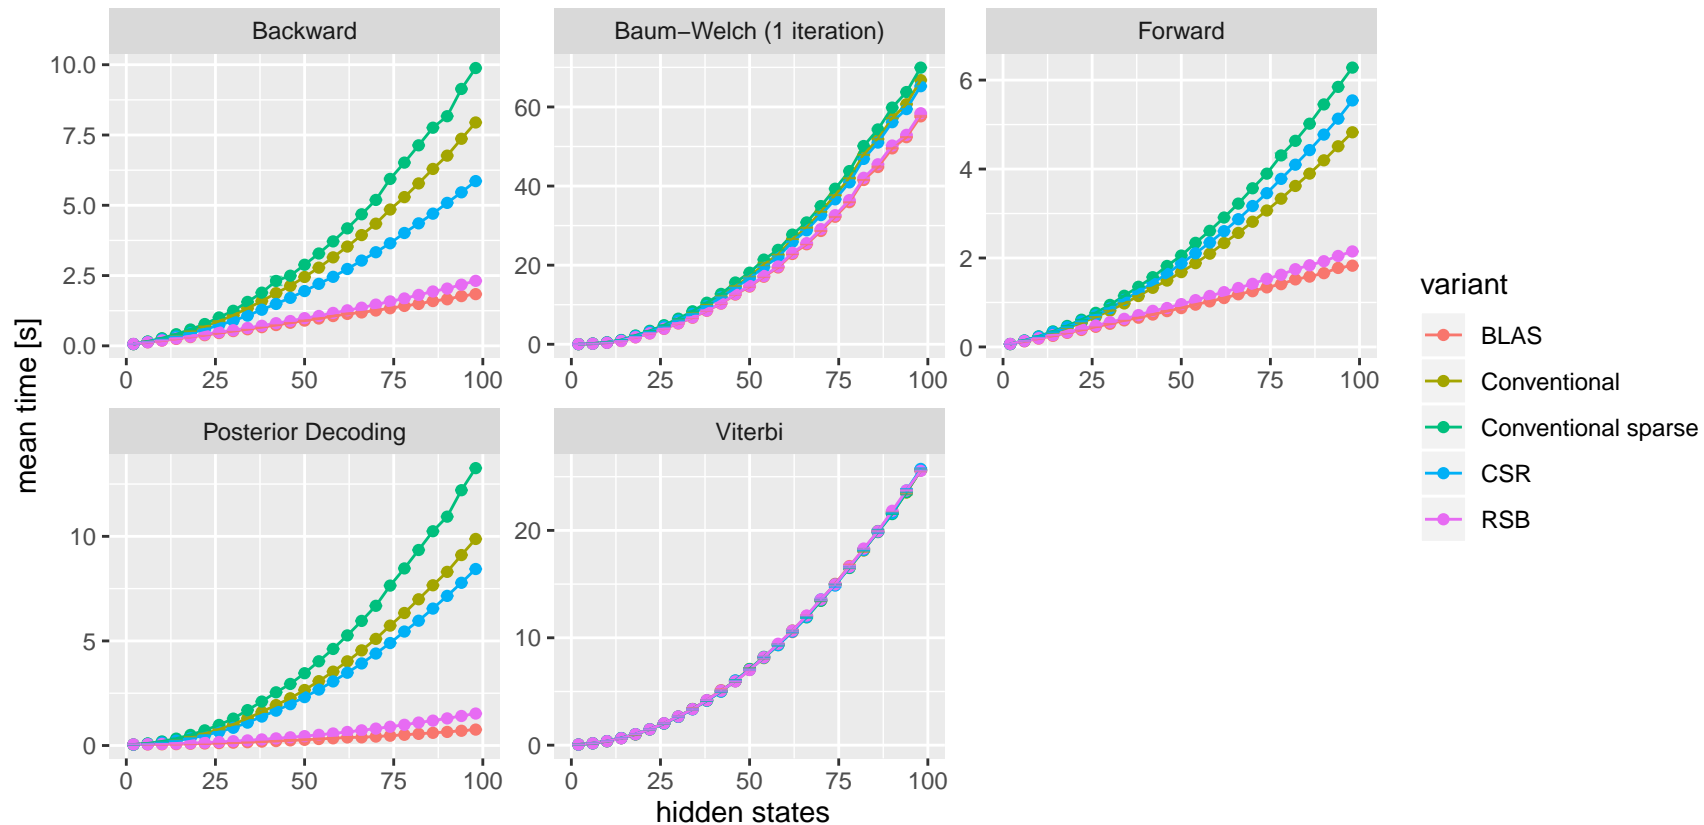 Backward
Baum−Welch (1 iteration)
Forward
10.0
7.5
5.0
2.5
0.0
60
40
20
0
6
4
2
0
0 25 50 75 100
0 25 50 75 100
0 25 50 75 100
Posterior Decoding
Viterbi
10
5
0
20
10
0
0 25 50 75 100
0 25 50 75 100
hidden states
mean time [s]
variant
BLAS
Conventional
Conventional sparse
CSR
RSB